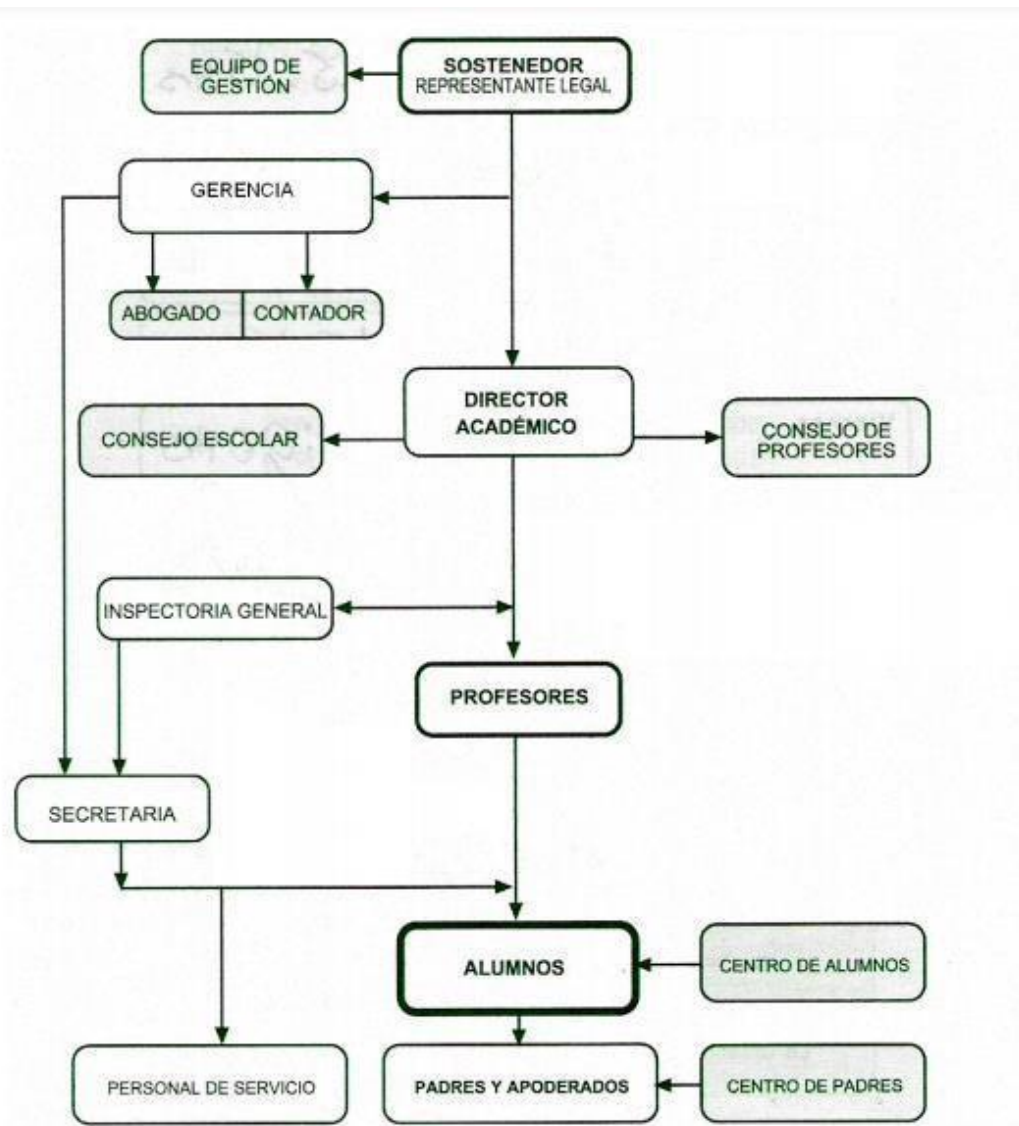 EQUIPO DE
GESTIÓN
SOSTENEDOR
REPRESENTANTE LEGAL
GERENCIA
ABOGADO
CONTADOR
DIRECTOR
ACADÉMICO
CONSEJO ESCOLAR
CONSEJO DE
PROFESORES
INSPECTORIA GENERAL
PROFESORES
SECRETARIA
ALUMNOS
CENTRO DE ALUMNOS
PERSONAL DE SERVICIO
PADRES Y APODERADOS
CENTRO DE PADRES